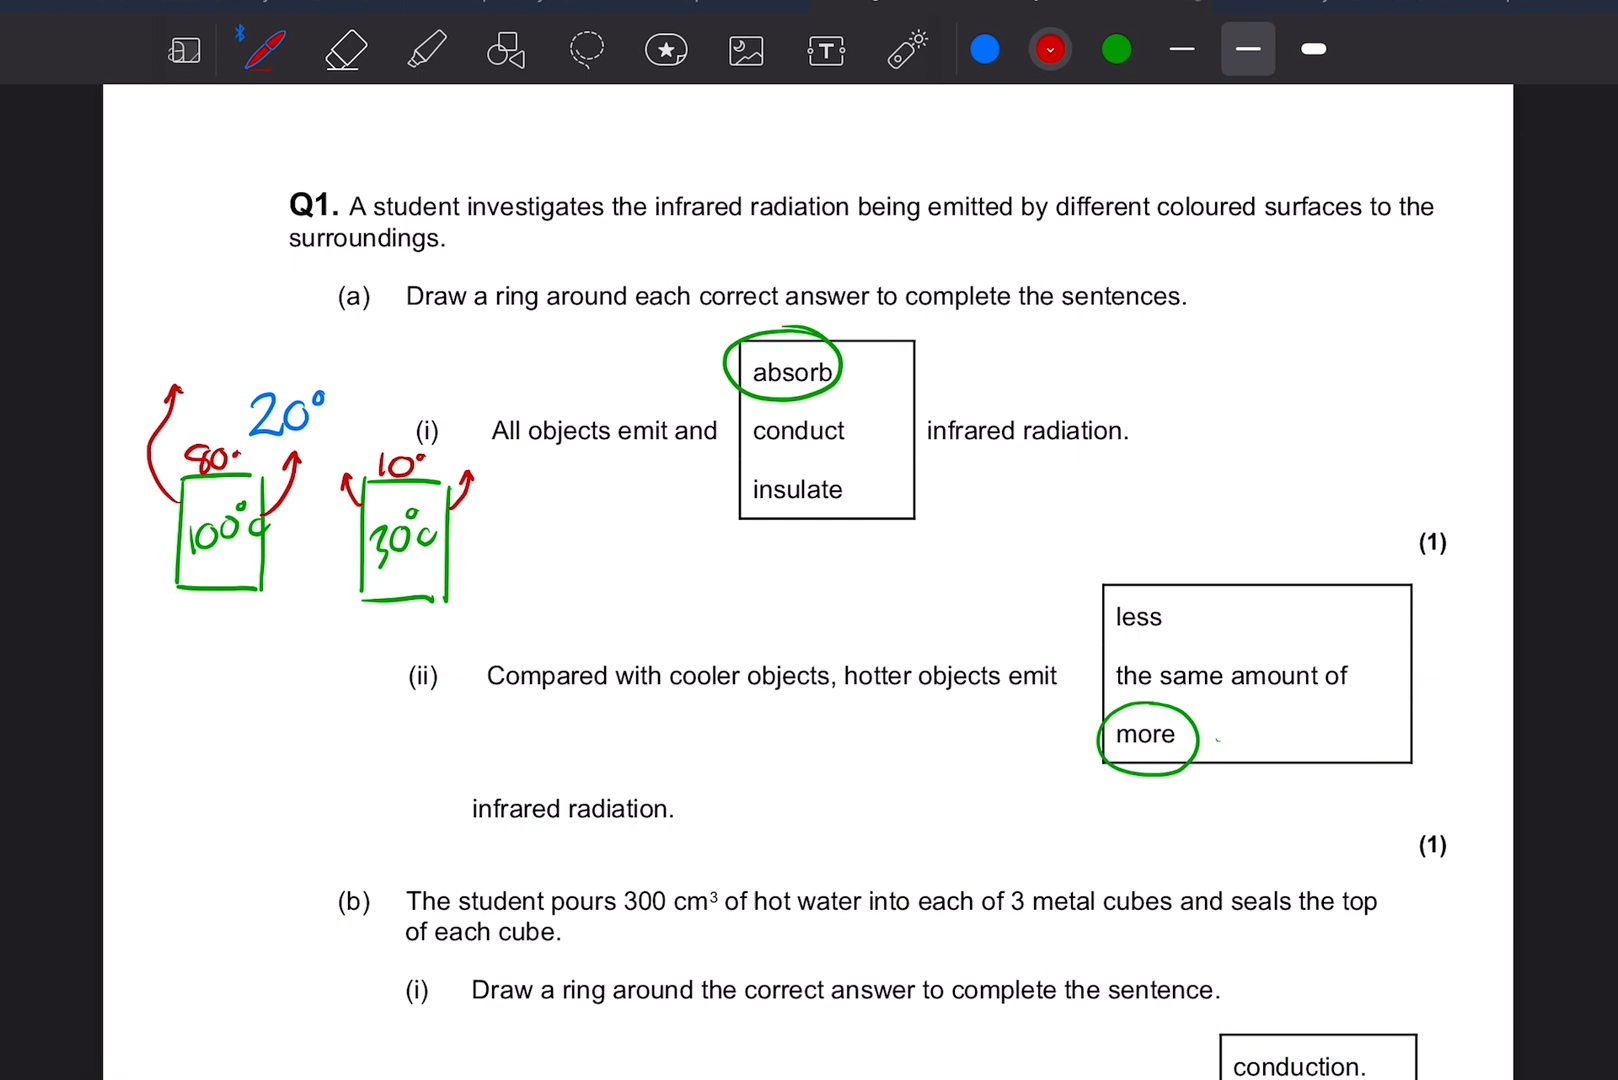 Q1. A student investigates the infrared radiation being emitted by different coloured surfaces to the
surroundings.
(a) Draw a ring around each correct answer to complete the sentences.
absorb
(i) All objects emit and conduct infrared radiation.
insulate
20°
80°
10°
100°C
30°C
(1)
less
(ii) Compared with cooler objects, hotter objects emit the same amount of
more
infrared radiation.
(1)
(b) The student pours 300 cm³ of hot water into each of 3 metal cubes and seals the top
of each cube.
(i) Draw a ring around the correct answer to complete the sentence.
conduction.